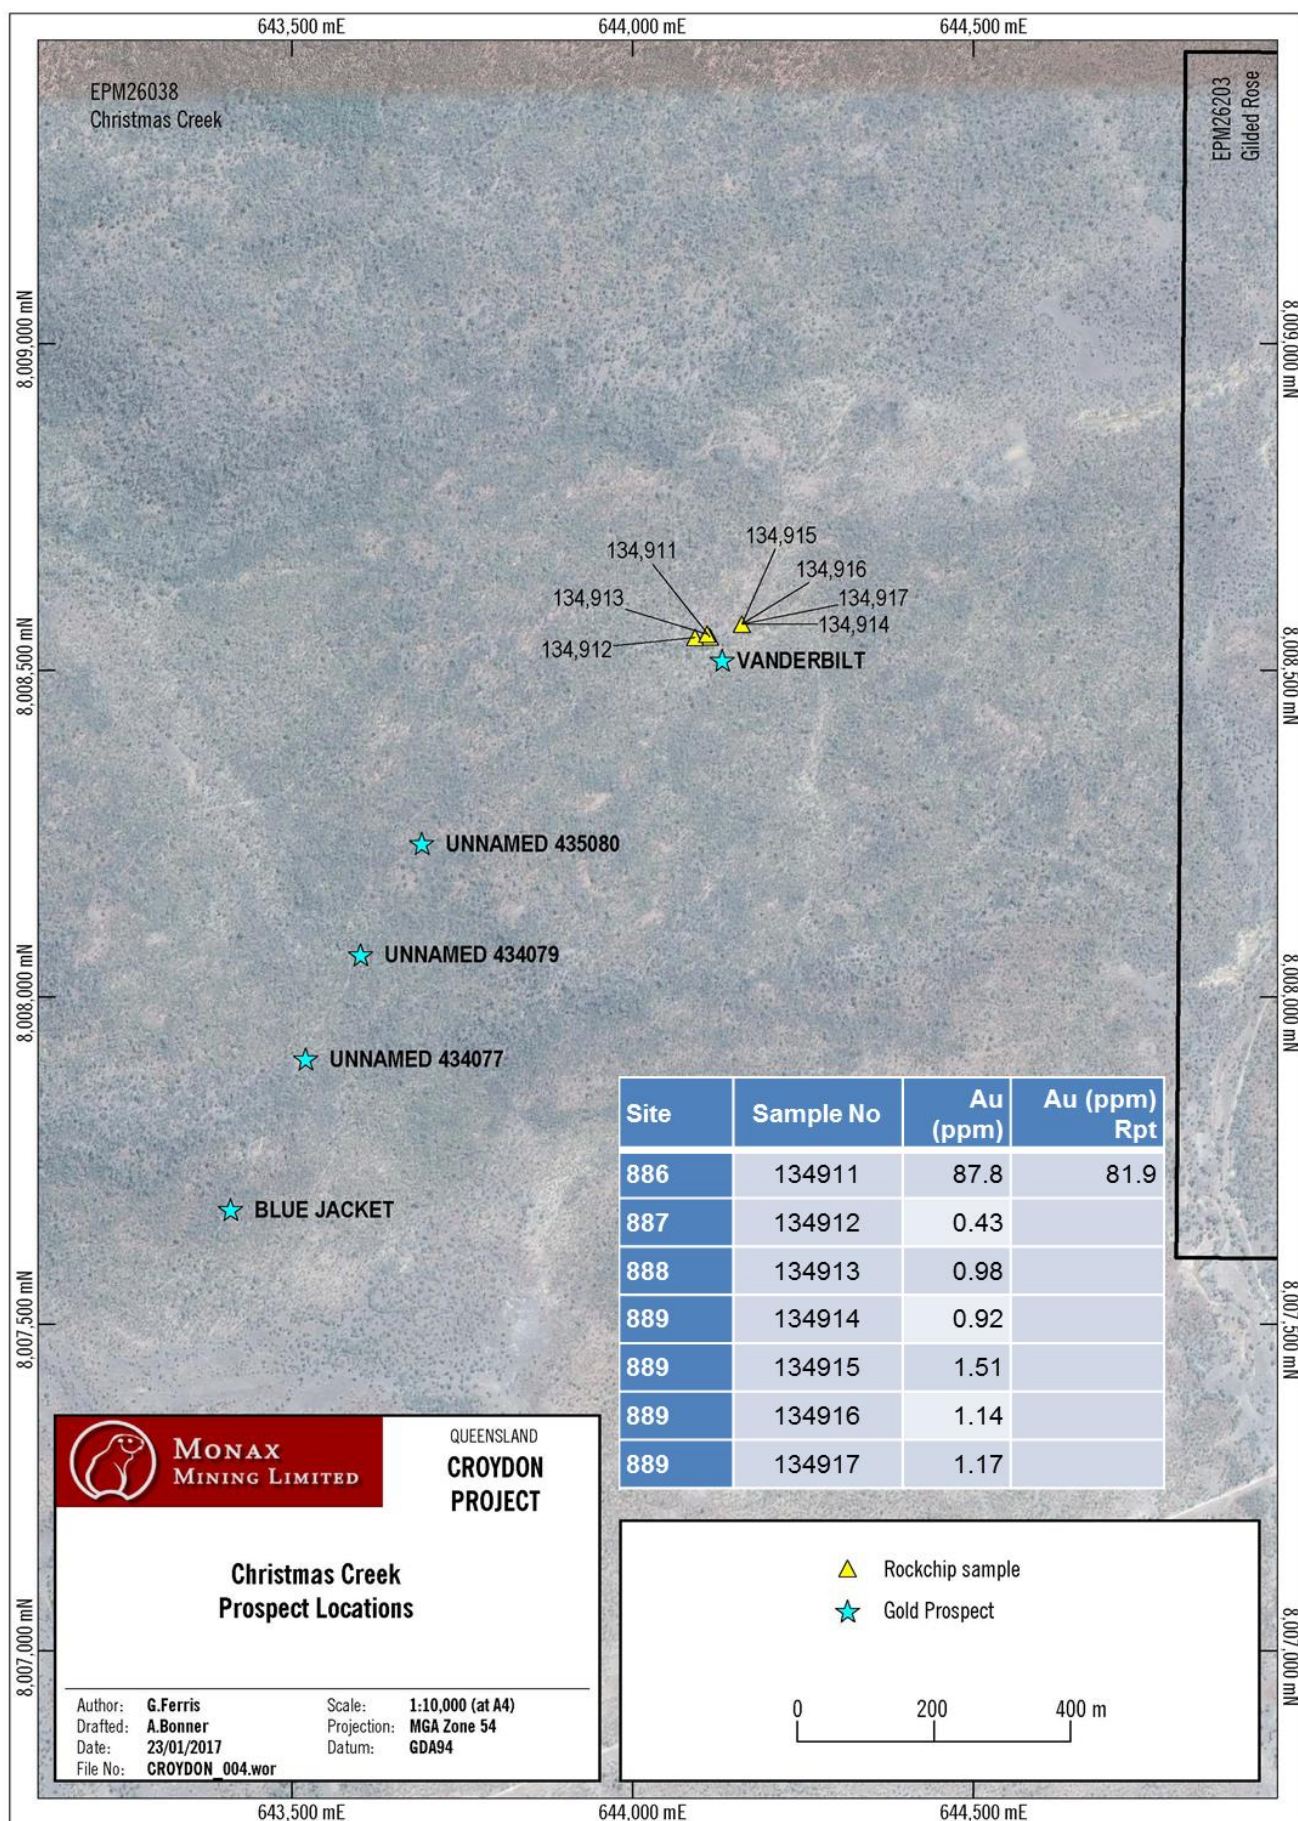 643,500 mE
644,000 mE
644,500 mE
EPM26038
Christmas Creek
EPM26203
Gilded Rose
8,009,000 mN
8,009,000 mN
134,915
134,911
134,916
134,913
134,917
134,914
134,912
8,008,500 mN
VANDERBILT
8,008,500 mN
UNNAMED 435080
UNNAMED 434079
8,008,000 mN
8,008,000 mN
UNNAMED 434077
BLUE JACKET
Site Sample No Au (ppm) Au (ppm) Rpt
886 134911 87.8 81.9
887 134912 0.43
888 134913 0.98
889 134914 0.92
889 134915 1.51
889 134916 1.14
889 134917 1.17
8,007,500 mN
8,007,500 mN
MONAX
MINING LIMITED
QUEENSLAND
CROYDON
PROJECT
Christmas Creek
Prospect Locations
Rockchip sample
Gold Prospect
8,007,000 mN
8,007,000 mN
Author: G.Ferris Scale: 1:10,000 (at A4)
Drafted: A.Bonner Projection: MGA Zone 54
Date: 23/01/2017 Datum: GDA94
File No: CROYDON_004.wor
0 200 400 m
643,500 mE
644,000 mE
644,500 mE